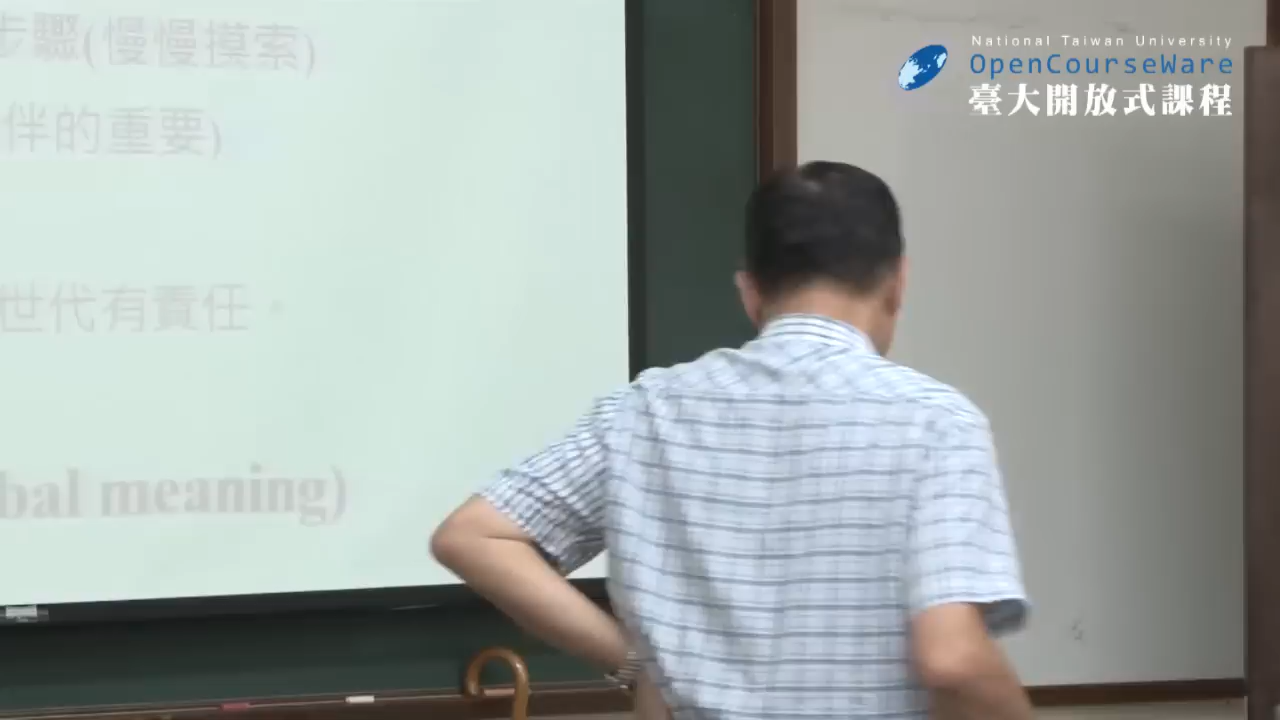 National Taiwan University
OpenCourseWare
臺大開放式課程
步驟(慢慢摸索)
伴的重要)
世代有責任。
bal meaning)